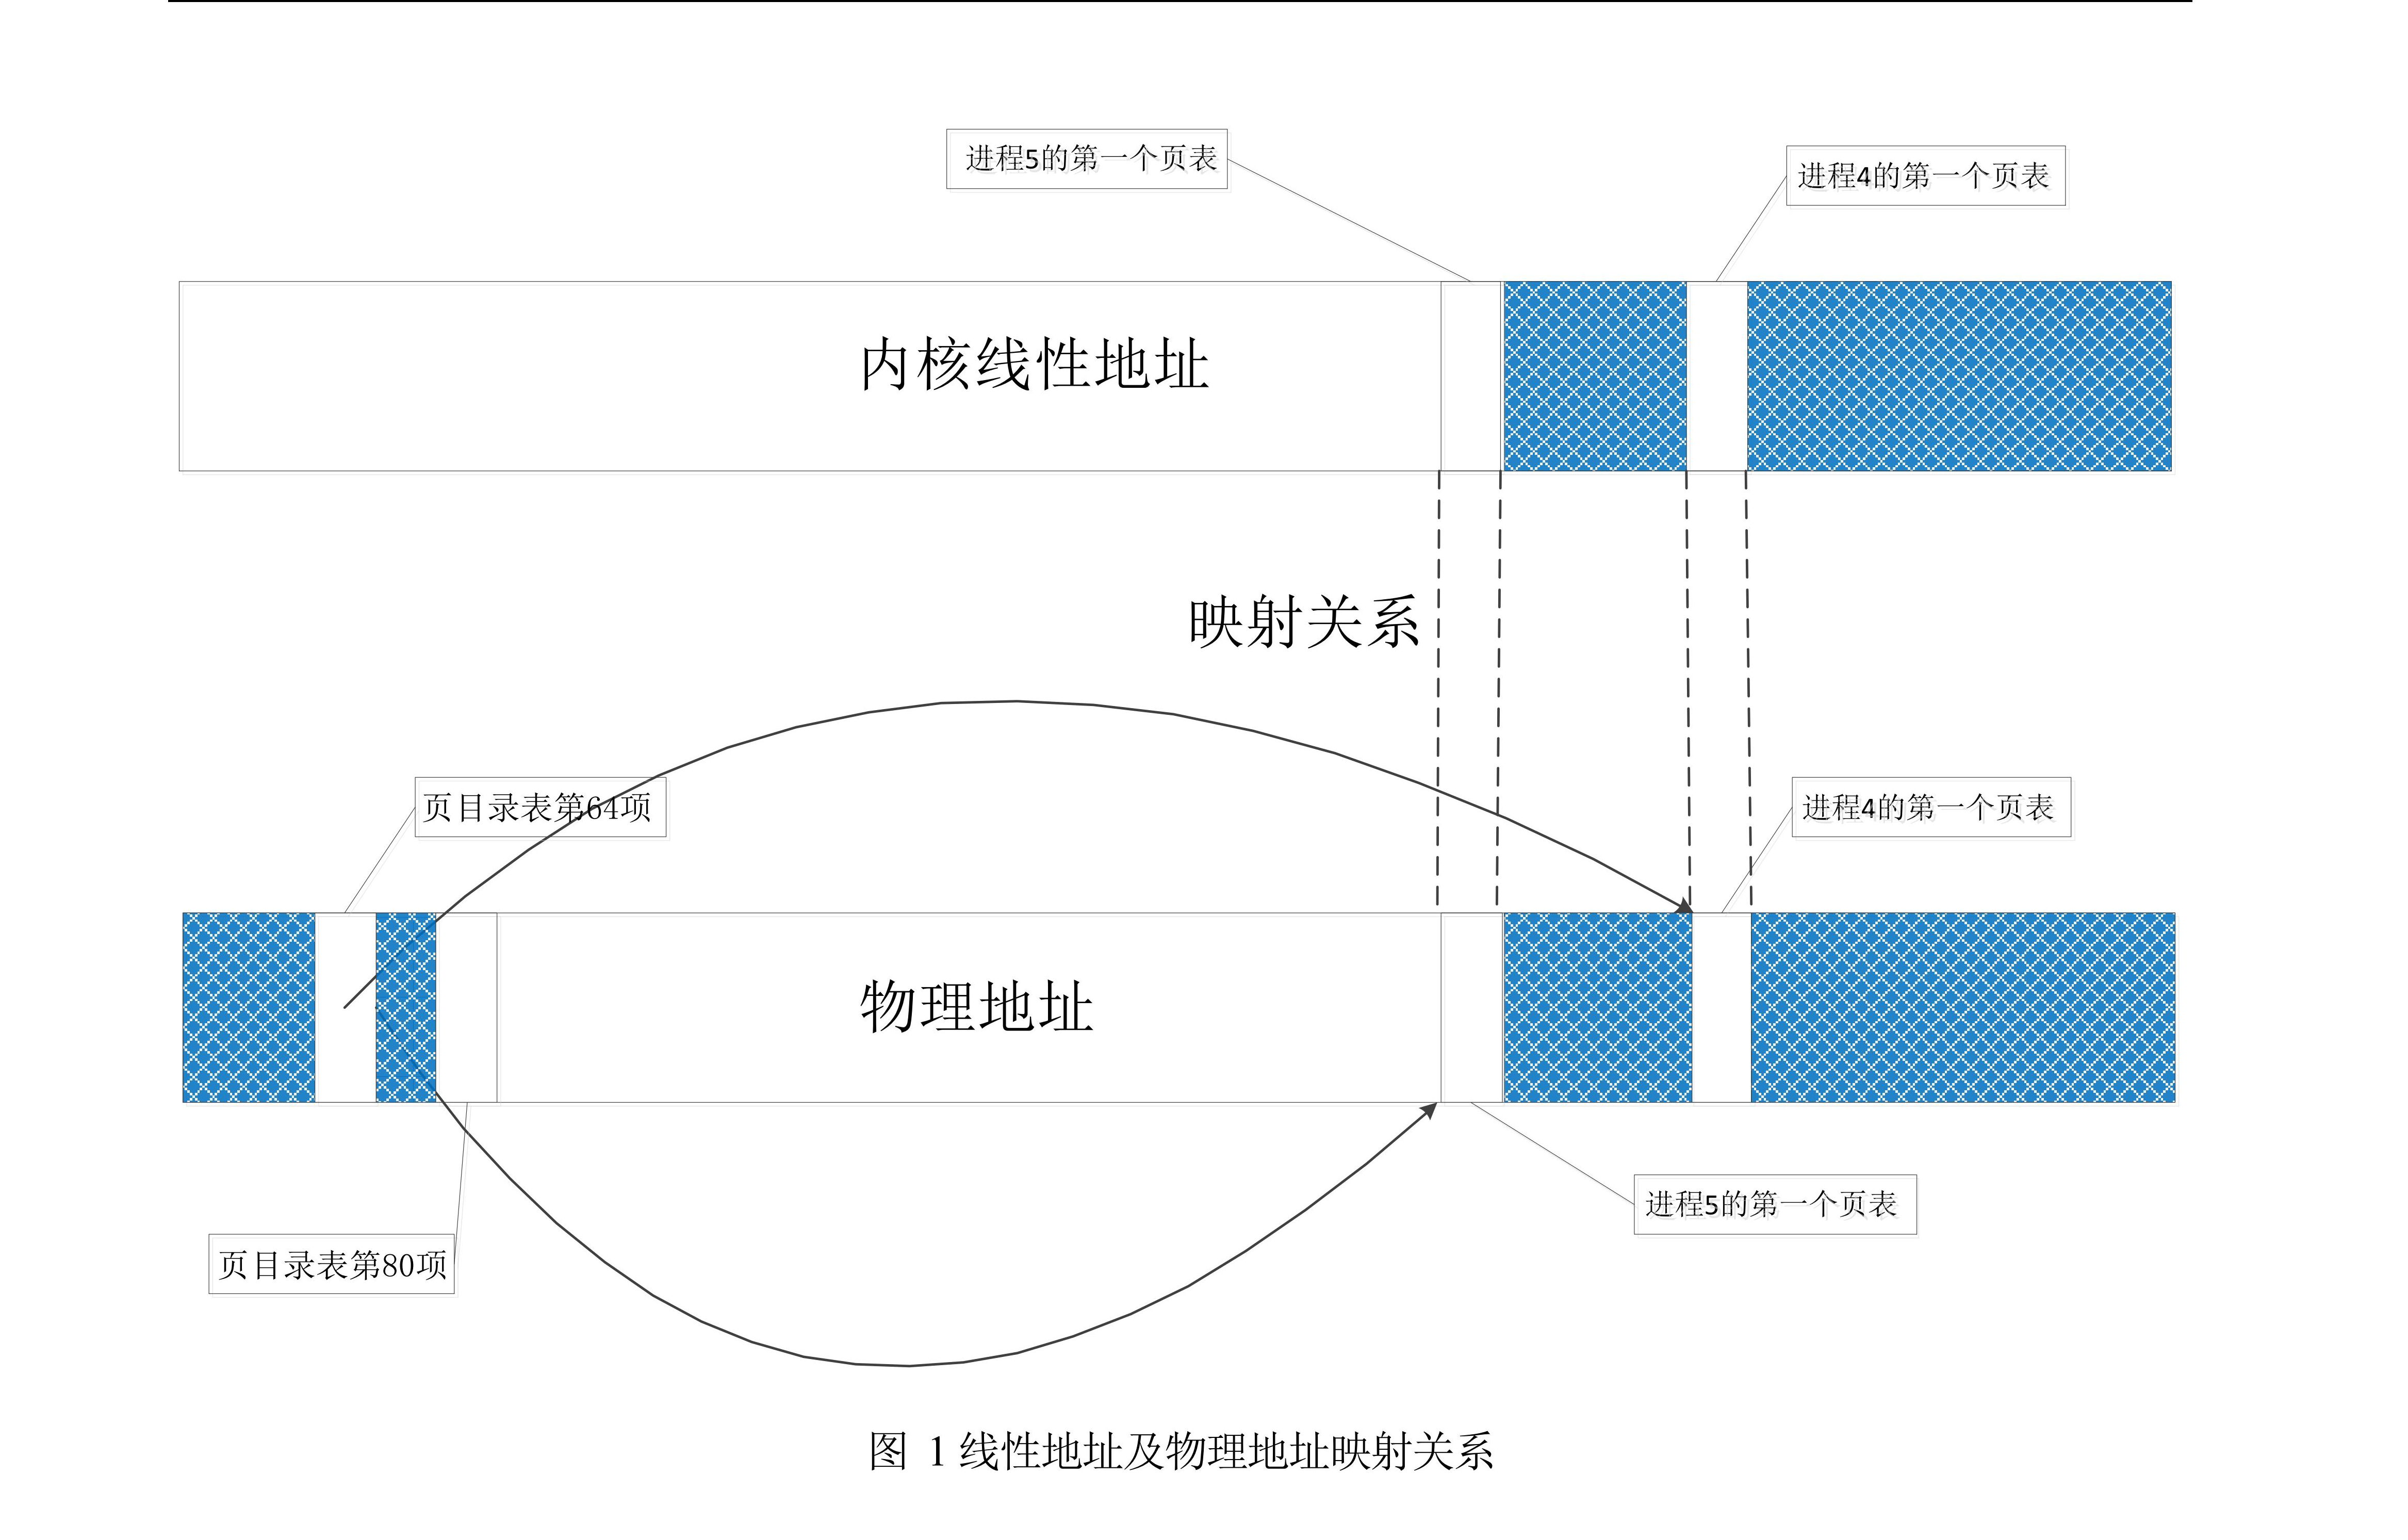 进程5的第一个页表
进程4的第一个页表
内核线性地址
映射关系
页目录表第64项
进程4的第一个页表
物理地址
进程5的第一个页表
页目录表第80项
图 1 线性地址及物理地址映射关系